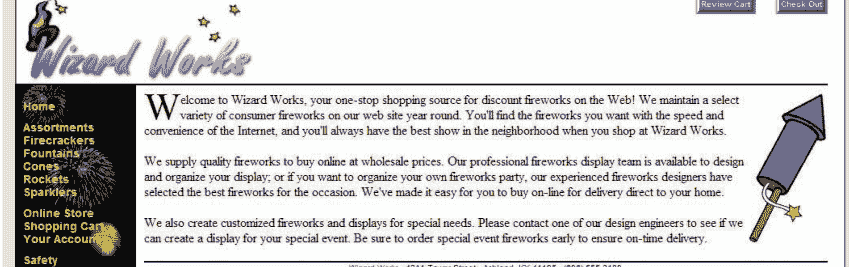 Review Cart
Check Out
Wizard Works
Home
Assortments
Firecrackers
Fountains
Cones
Rockets
Sparklers
Online Store
Shopping Cart
Your Account
Safety
Welcome to Wizard Works, your one-stop shopping source for discount fireworks on the Web! We maintain a select
variety of consumer fireworks on our web site year round. You'll find the fireworks you want with the speed and
convenience of the Internet, and you'll always have the best show in the neighborhood when you shop at Wizard Works.
We supply quality fireworks to buy online at wholesale prices. Our professional fireworks display team is available to design
and organize your display; or if you want to organize your own fireworks party, our experienced fireworks designers have
selected the best fireworks for the occasion. We've made it easy for you to buy on-line for delivery direct to your home.
We also create customized fireworks and displays for special needs. Please contact one of our design engineers to see if we
can create a display for your special event. Be sure to order special event fireworks early to ensure on-time delivery.